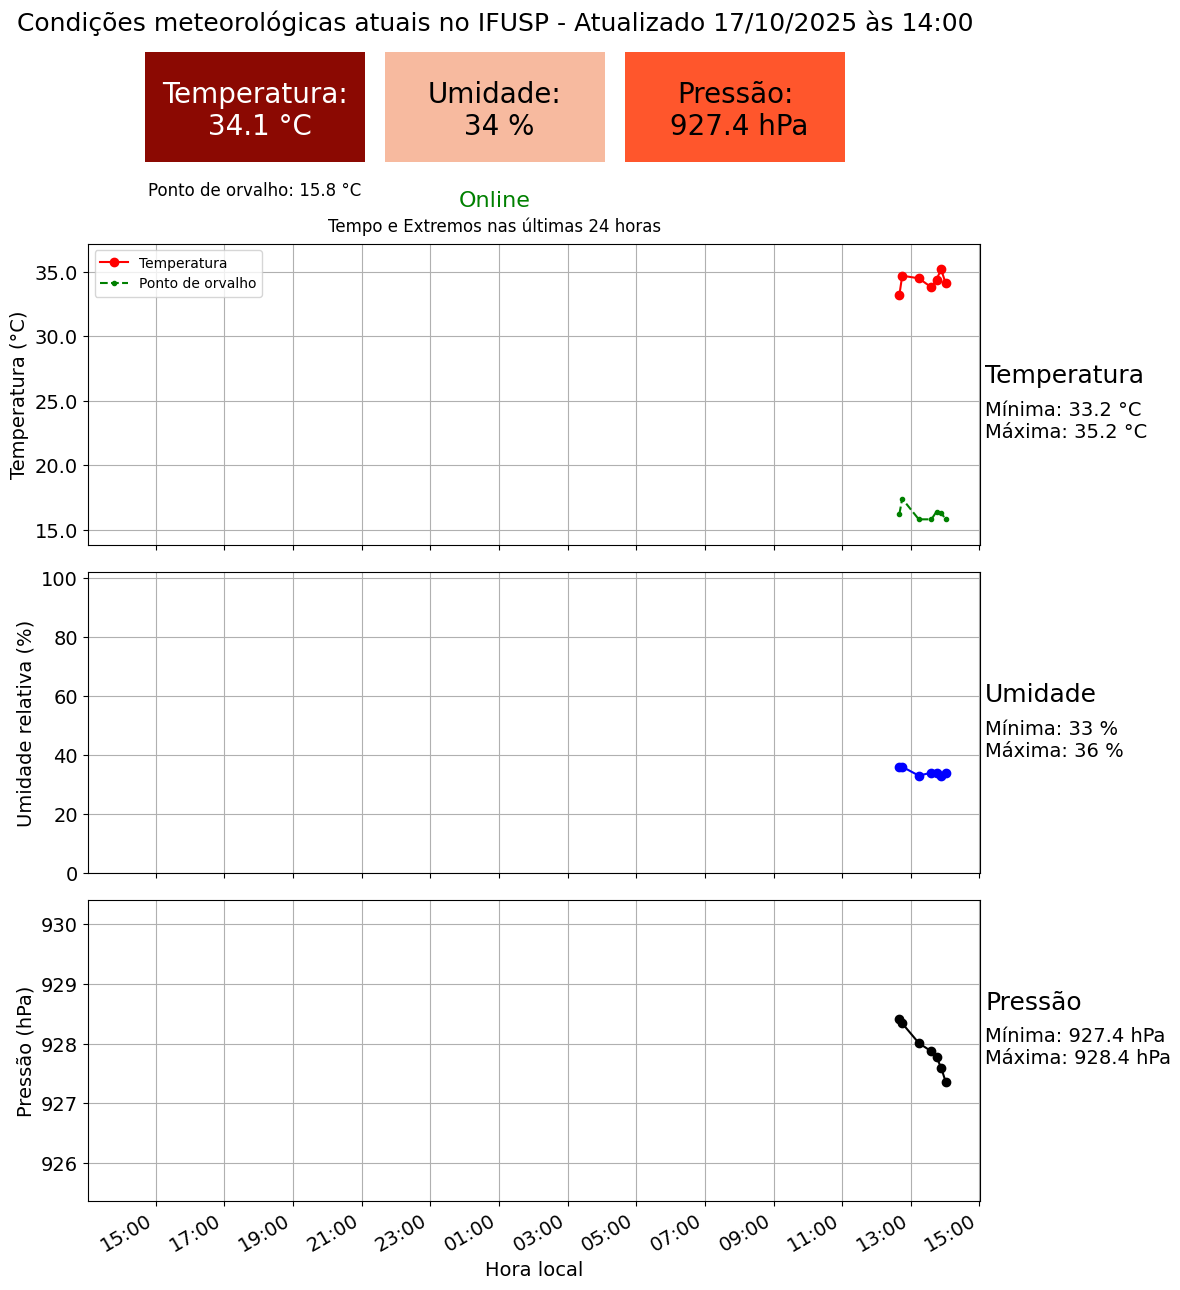 Condições meteorológicas atuais no IFUSP - Atualizado 17/10/2025 às 14:00
Temperatura:
34.1 °C
Umidade:
34 %
Pressão:
927.4 hPa
Ponto de orvalho: 15.8 °C
Online
Tempo e Extremos nas últimas 24 horas
Temperatura
Ponto de orvalho
Temperatura (°C)
35.0
30.0
25.0
20.0
15.0
Temperatura
Mínima: 33.2 °C
Máxima: 35.2 °C
Umidade relativa (%)
100
80
60
40
20
0
Umidade
Mínima: 33 %
Máxima: 36 %
Pressão (hPa)
930
929
928
927
926
Pressão
Mínima: 927.4 hPa
Máxima: 928.4 hPa
15:00 17:00 19:00 21:00 23:00 01:00 03:00 05:00 07:00 09:00 11:00 13:00 15:00
Hora local